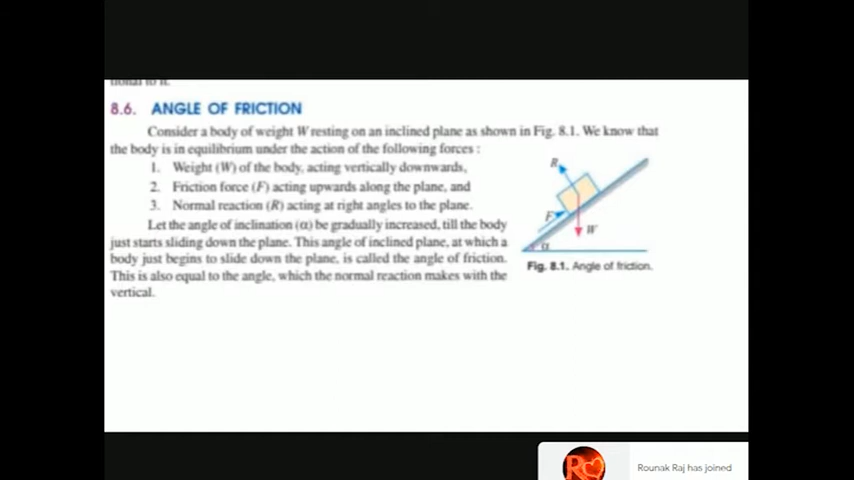 tional to it.
8.6. ANGLE OF FRICTION
Consider a body of weight W resting on an inclined plane as shown in Fig. 8.1. We know that
the body is in equilibrium under the action of the following forces :
1. Weight (W) of the body, acting vertically downwards,
2. Friction force (F) acting upwards along the plane, and
3. Normal reaction (R) acting at right angles to the plane.
Let the angle of inclination (α) be gradually increased, till the body
just starts sliding down the plane. This angle of inclined plane, at which a
body just begins to slide down the plane, is called the angle of friction.
This is also equal to the angle, which the normal reaction makes with the
vertical.
R
F
W
α
Fig. 8.1. Angle of friction.
R
Rounak Raj has joined